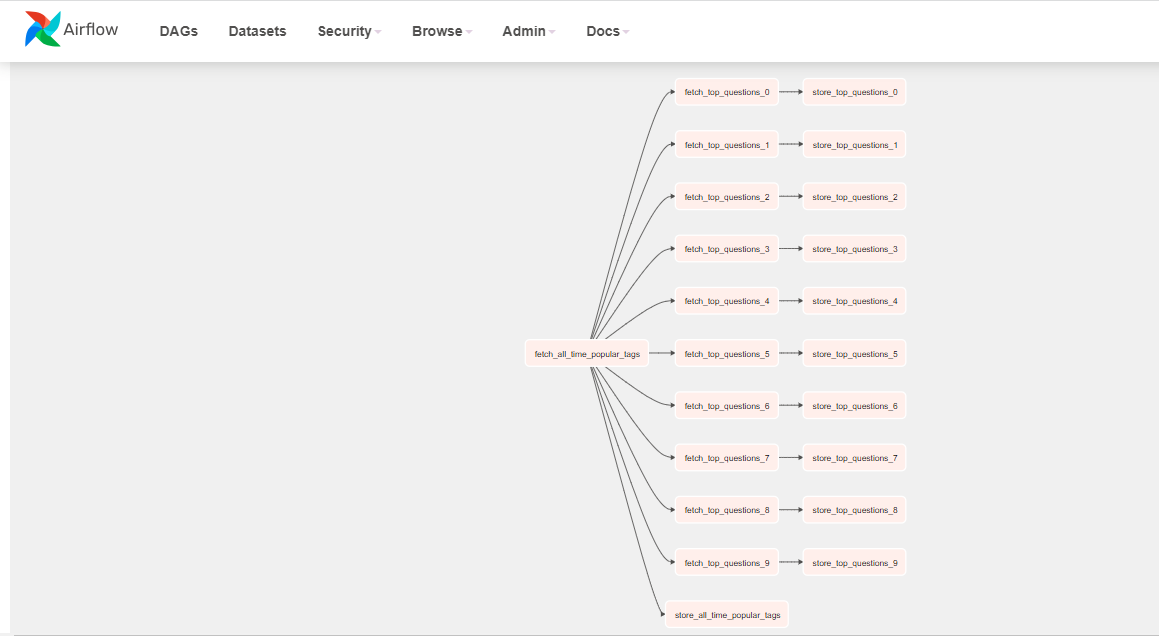 Airflow DAGs Datasets Security Browse Admin Docs
fetch_top_questions_0 store_top_questions_0
fetch_top_questions_1 store_top_questions_1
fetch_top_questions_2 store_top_questions_2
fetch_top_questions_3 store_top_questions_3
fetch_top_questions_4 store_top_questions_4
fetch_all_time_popular_tags fetch_top_questions_5 store_top_questions_5
fetch_top_questions_6 store_top_questions_6
fetch_top_questions_7 store_top_questions_7
fetch_top_questions_8 store_top_questions_8
fetch_top_questions_9 store_top_questions_9
store_all_time_popular_tags